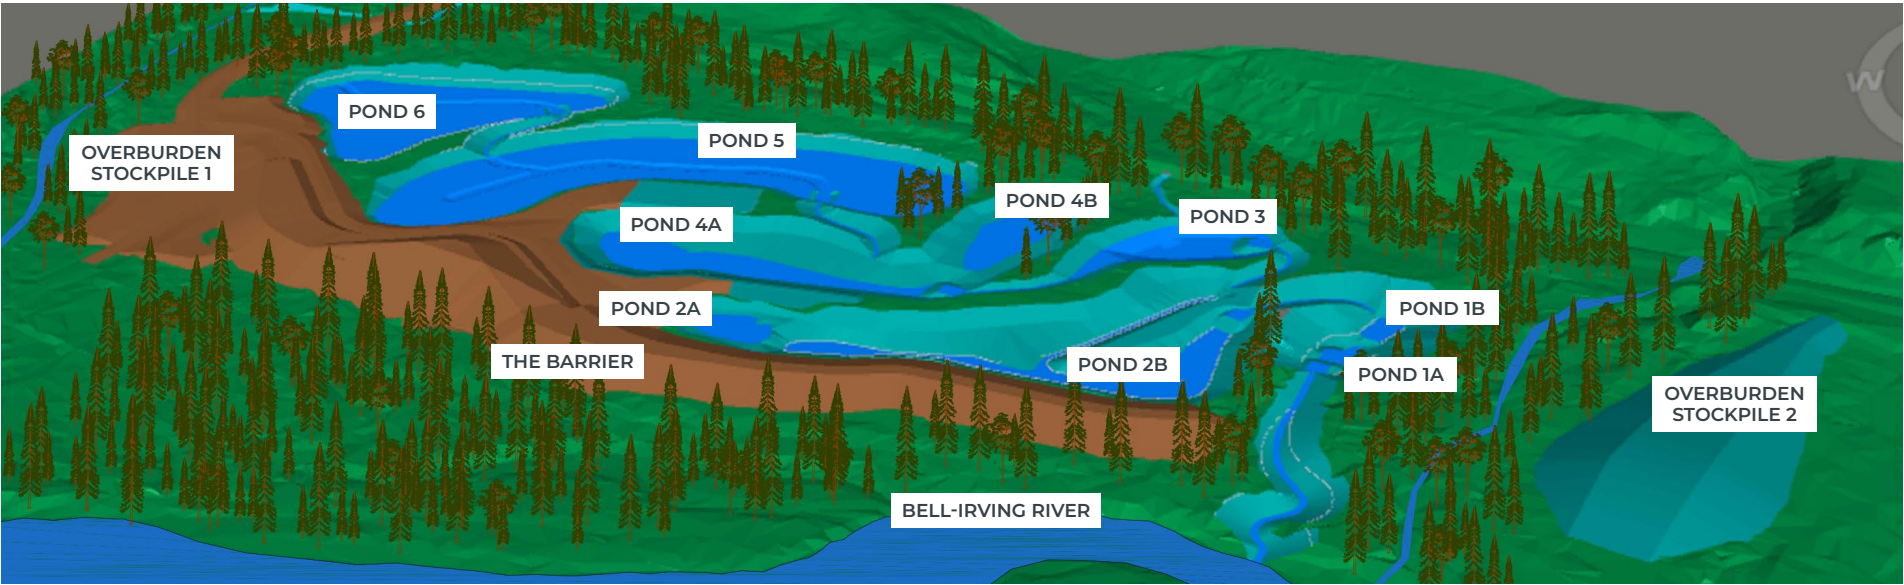 POND 6
POND 5
OVERBURDEN
STOCKPILE 1
POND 4B
POND 3
POND 4A
POND 2A
POND 1B
THE BARRIER
POND 2B
POND 1A
OVERBURDEN
STOCKPILE 2
BELL-IRVING RIVER
W